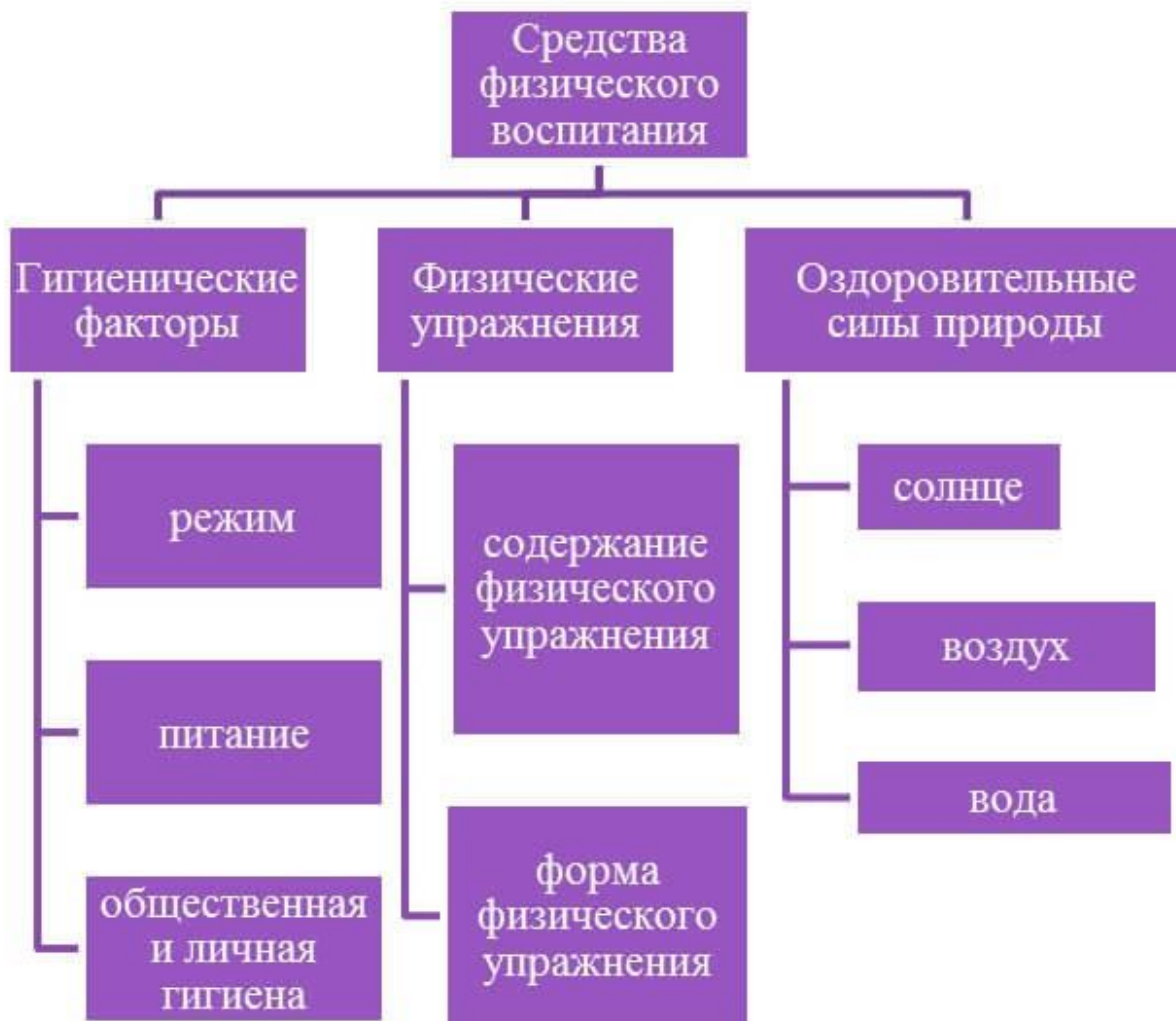 Средства
физического
воспитания
Гигиенические
факторы
Физические
упражнения
Оздоровительные
силы природы
режим
питание
общественная
и личная
гигиена
содержание
физического
упражнения
форма
физического
упражнения
солнце
воздух
вода